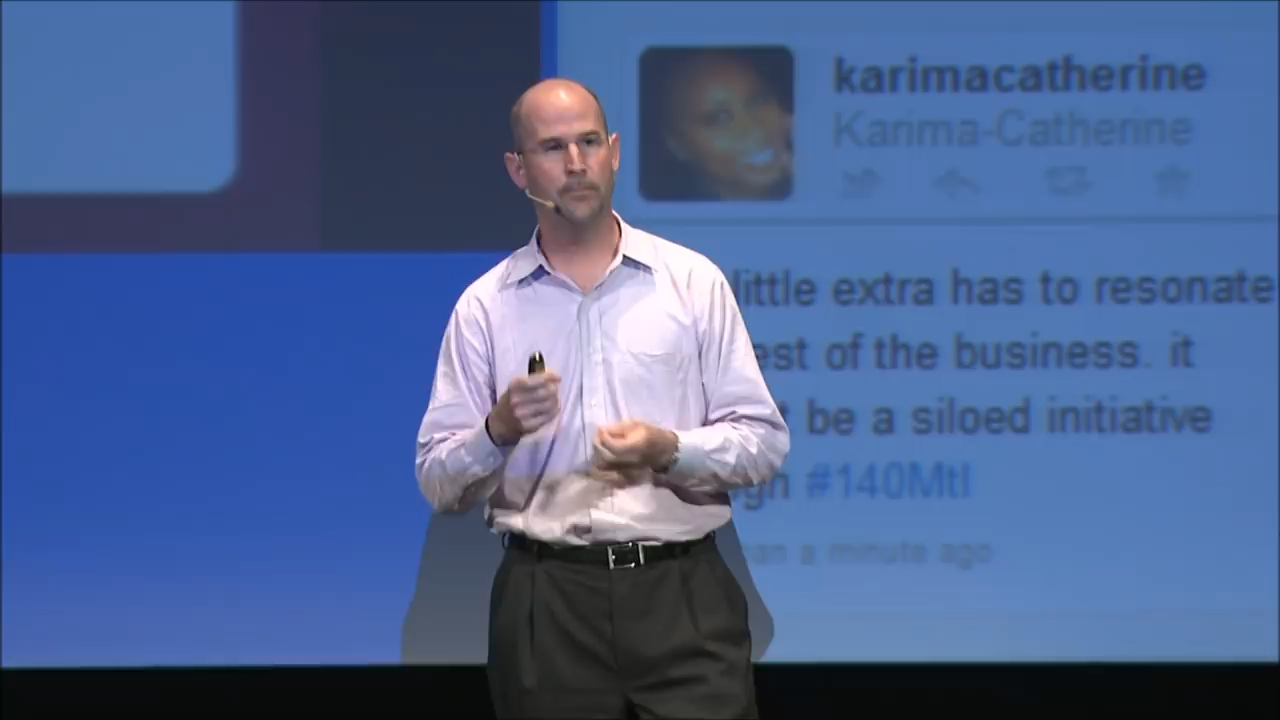 karimacatherine
Karima-Catherine
little extra has to resonate
est of the business. it
be a siloed initiative
gh #140Mtl
an a minute ago